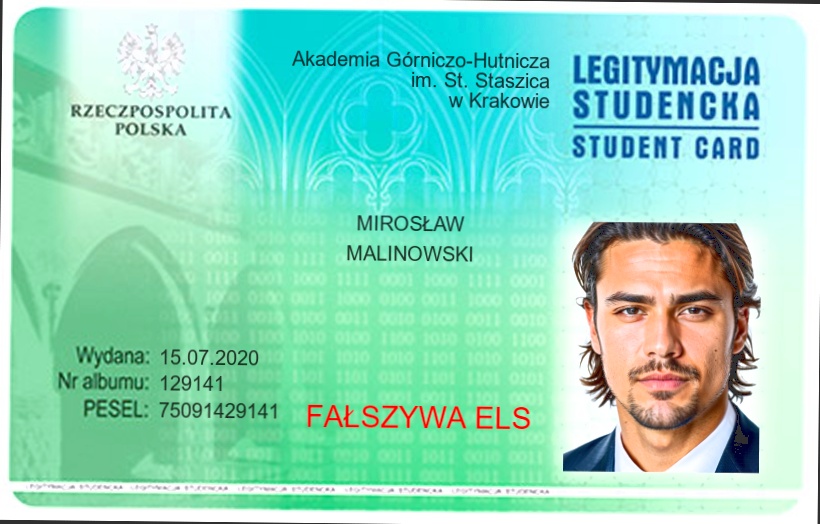 Akademia Górniczo-Hutnicza
im. St. Staszica
w Krakowie
LEGITYMACJA
STUDENCKA
STUDENT CARD
RZECZPOSPOLITA
POLSKA
MIROSŁAW
MALINOWSKI
Wydana: 15.07.2020
Nr albumu: 129141
PESEL: 75091429141
FAŁSZYWA ELS
LEGITYMACJA STUDENCKA LEGITYMACJA STUDENCKA LEGITYMACJA STUDENCKA LEGITYMACJA STUDENCKA LEGITYMACJA STUDENCKA